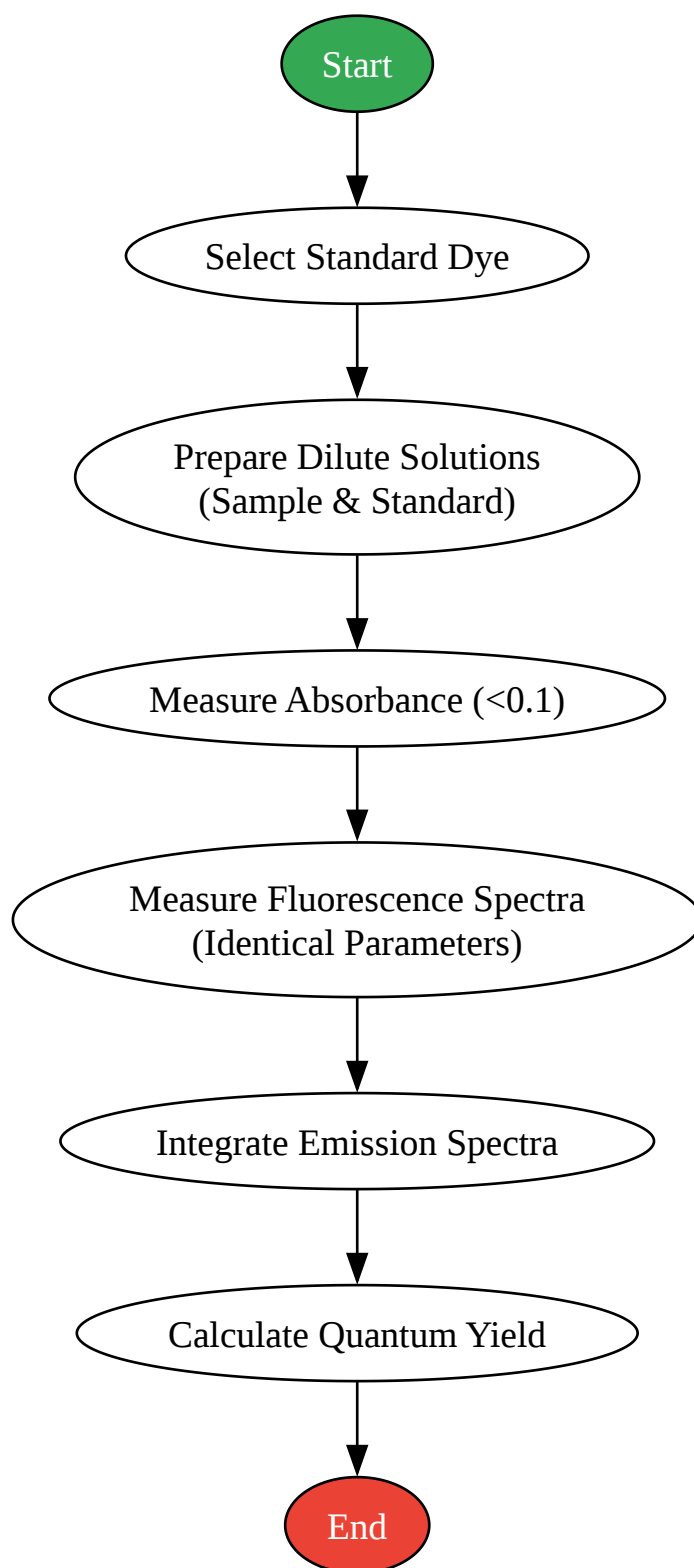 Start
Select Standard Dye
Prepare Dilute Solutions
(Sample & Standard)
Measure Absorbance (<0.1)
Measure Fluorescence Spectra
(Identical Parameters)
Integrate Emission Spectra
Calculate Quantum Yield
End